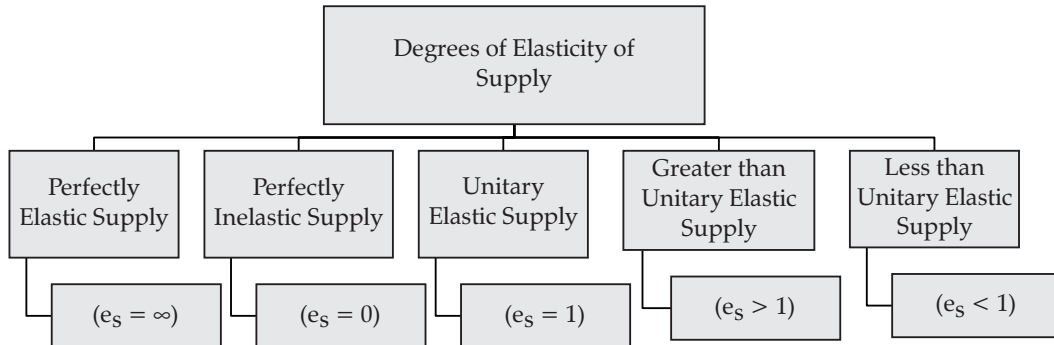 Degrees of Elasticity of
Supply
Perfectly
Elastic Supply
Perfectly
Inelastic Supply
Unitary
Elastic Supply
Greater than
Unitary Elastic
Supply
Less than
Unitary Elastic
Supply
(eₛ = ∞)
(eₛ = 0)
(eₛ = 1)
(eₛ > 1)
(eₛ < 1)